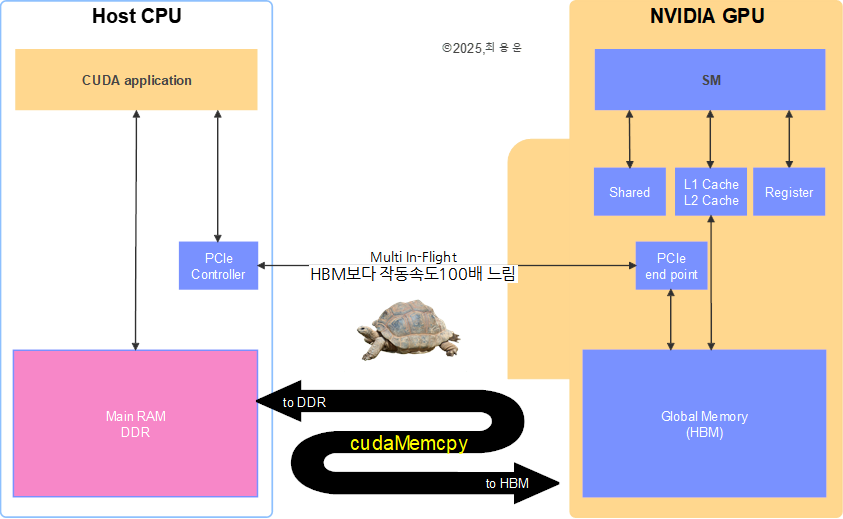 Host CPU
NVIDIA GPU
©2025,최 용 운
CUDA application
SM
Shared
L1 Cache
L2 Cache
Register
PCIe
Controller
Multi In-Flight
HBM보다 작동속도100배 느림
PCIe
end point
Main RAM
DDR
to DDR
cudaMemcpy
to HBM
Global Memory
(HBM)